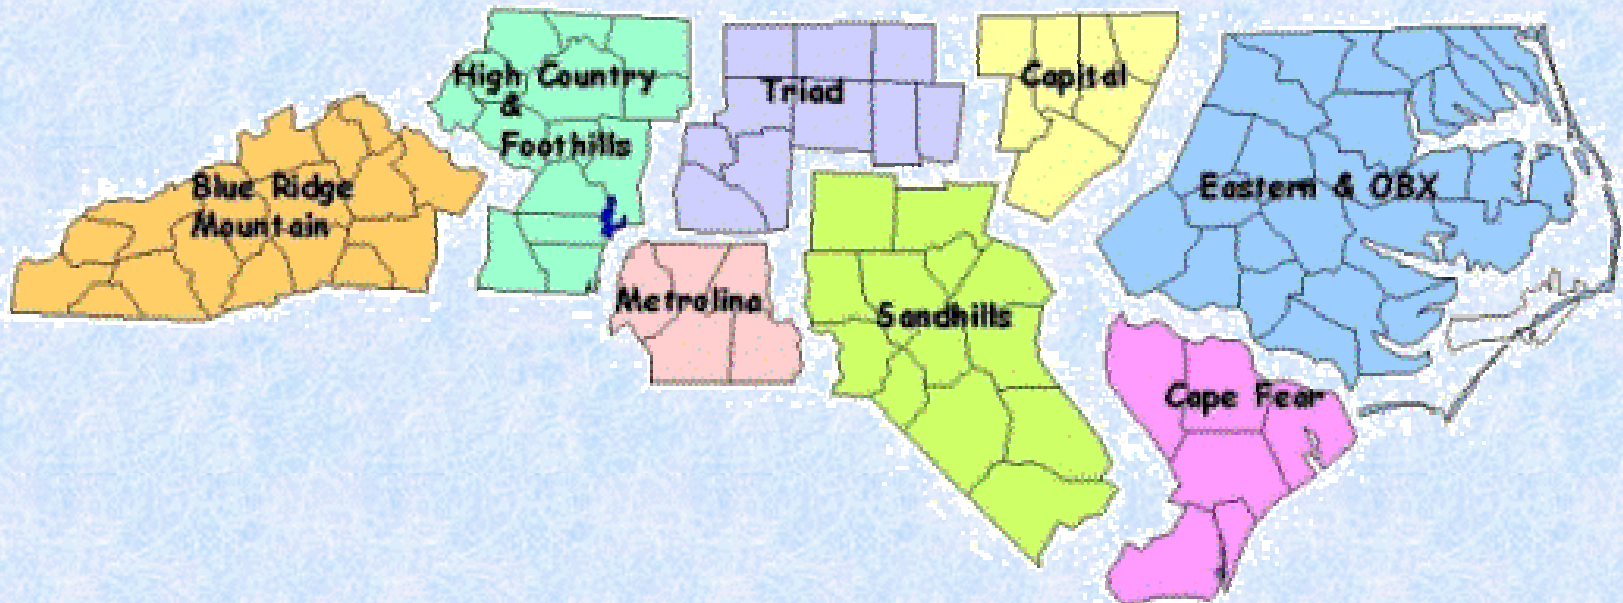 High Country
&
Foothills
Triad
Capital
Blue Ridge
Mountain
Eastern & OBX
Metrolina
Sandhills
Cape Fear